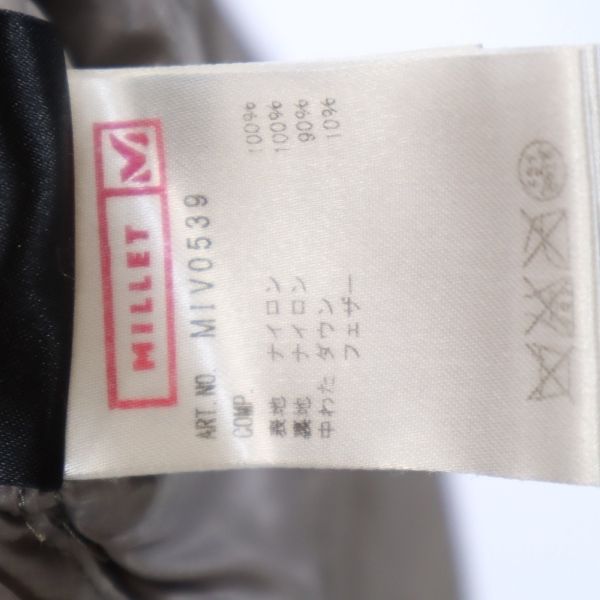 MILLET
ART. NO. MIV0539
COMP.
表地 ナイロン 100%
裏地 ナイロン 100%
中わた ダウン 90%
フェザー 10%